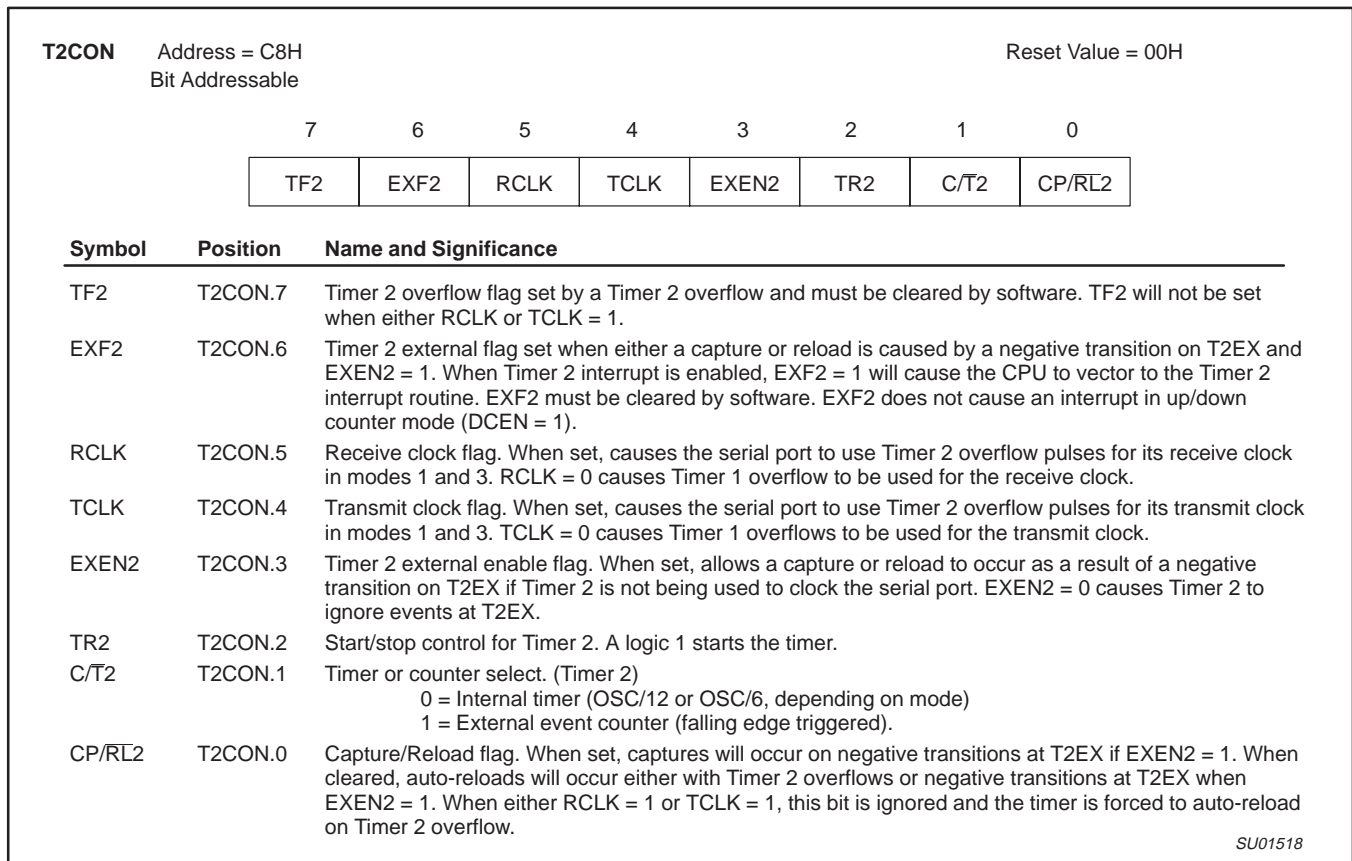 T2CON Address = C8H Reset Value = 00H
Bit Addressable
7 6 5 4 3 2 1 0
TF2 EXF2 RCLK TCLK EXEN2 TR2 C/T̅2 CP/R̅L̅2
Symbol Position Name and Significance
TF2 T2CON.7 Timer 2 overflow flag set by a Timer 2 overflow and must be cleared by software. TF2 will not be set
when either RCLK or TCLK = 1.
EXF2 T2CON.6 Timer 2 external flag set when either a capture or reload is caused by a negative transition on T2EX and
EXEN2 = 1. When Timer 2 interrupt is enabled, EXF2 = 1 will cause the CPU to vector to the Timer 2
interrupt routine. EXF2 must be cleared by software. EXF2 does not cause an interrupt in up/down
counter mode (DCEN = 1).
RCLK T2CON.5 Receive clock flag. When set, causes the serial port to use Timer 2 overflow pulses for its receive clock
in modes 1 and 3. RCLK = 0 causes Timer 1 overflow to be used for the receive clock.
TCLK T2CON.4 Transmit clock flag. When set, causes the serial port to use Timer 2 overflow pulses for its transmit clock
in modes 1 and 3. TCLK = 0 causes Timer 1 overflows to be used for the transmit clock.
EXEN2 T2CON.3 Timer 2 external enable flag. When set, allows a capture or reload to occur as a result of a negative
transition on T2EX if Timer 2 is not being used to clock the serial port. EXEN2 = 0 causes Timer 2 to
ignore events at T2EX.
TR2 T2CON.2 Start/stop control for Timer 2. A logic 1 starts the timer.
C/T̅2 T2CON.1 Timer or counter select. (Timer 2)
0 = Internal timer (OSC/12 or OSC/6, depending on mode)
1 = External event counter (falling edge triggered).
CP/R̅L̅2 T2CON.0 Capture/Reload flag. When set, captures will occur on negative transitions at T2EX if EXEN2 = 1. When
cleared, auto-reloads will occur either with Timer 2 overflows or negative transitions at T2EX when
EXEN2 = 1. When either RCLK = 1 or TCLK = 1, this bit is ignored and the timer is forced to auto-reload
on Timer 2 overflow.
SU01518